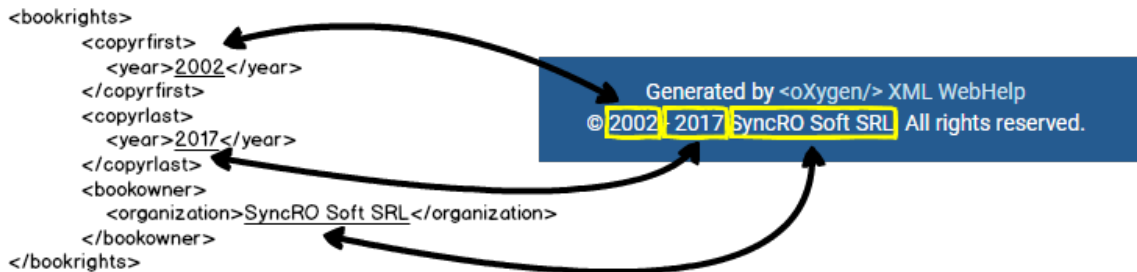 <bookrights>
<copyrfirst>
<year>2002</year>
</copyrfirst>
<copyrlast>
<year>2017</year>
</copyrlast>
<bookowner>
<organization>SyncRO Soft SRL</organization>
</bookowner>
</bookrights>
Generated by <oXygen/> XML WebHelp
© 2002 - 2017 SyncRO Soft SRL. All rights reserved.